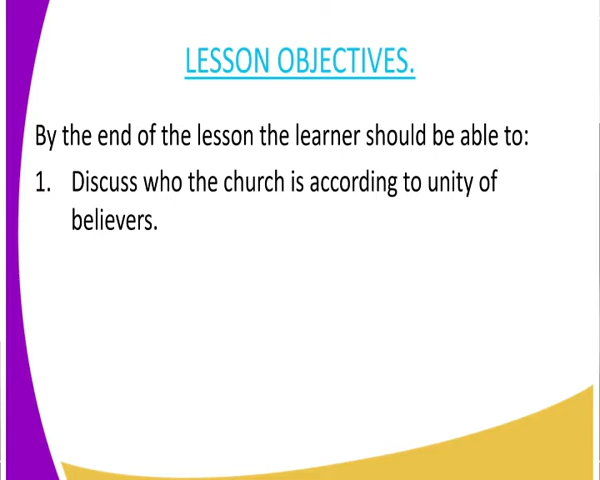 LESSON OBJECTIVES.
By the end of the lesson the learner should be able to:
1. Discuss who the church is according to unity of
believers.